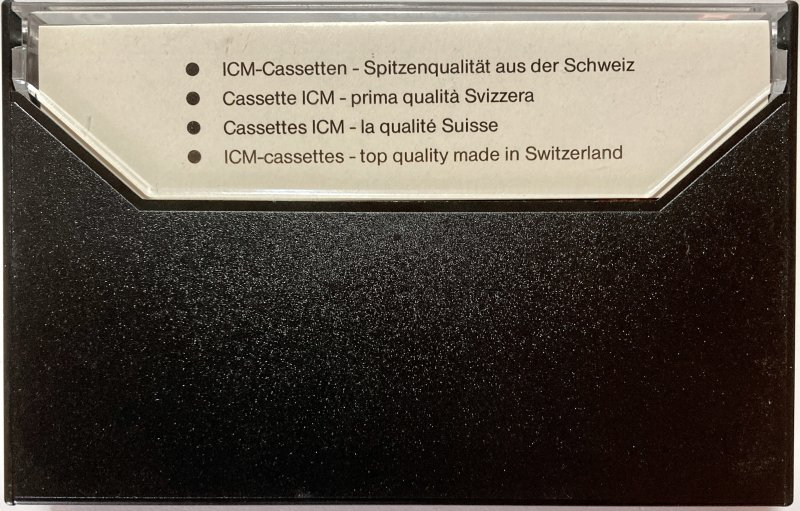 ● ICM-Cassetten - Spitzenqualität aus der Schweiz
● Cassette ICM - prima qualità Svizzera
● Cassettes ICM - la qualité Suisse
● ICM-cassettes - top quality made in Switzerland